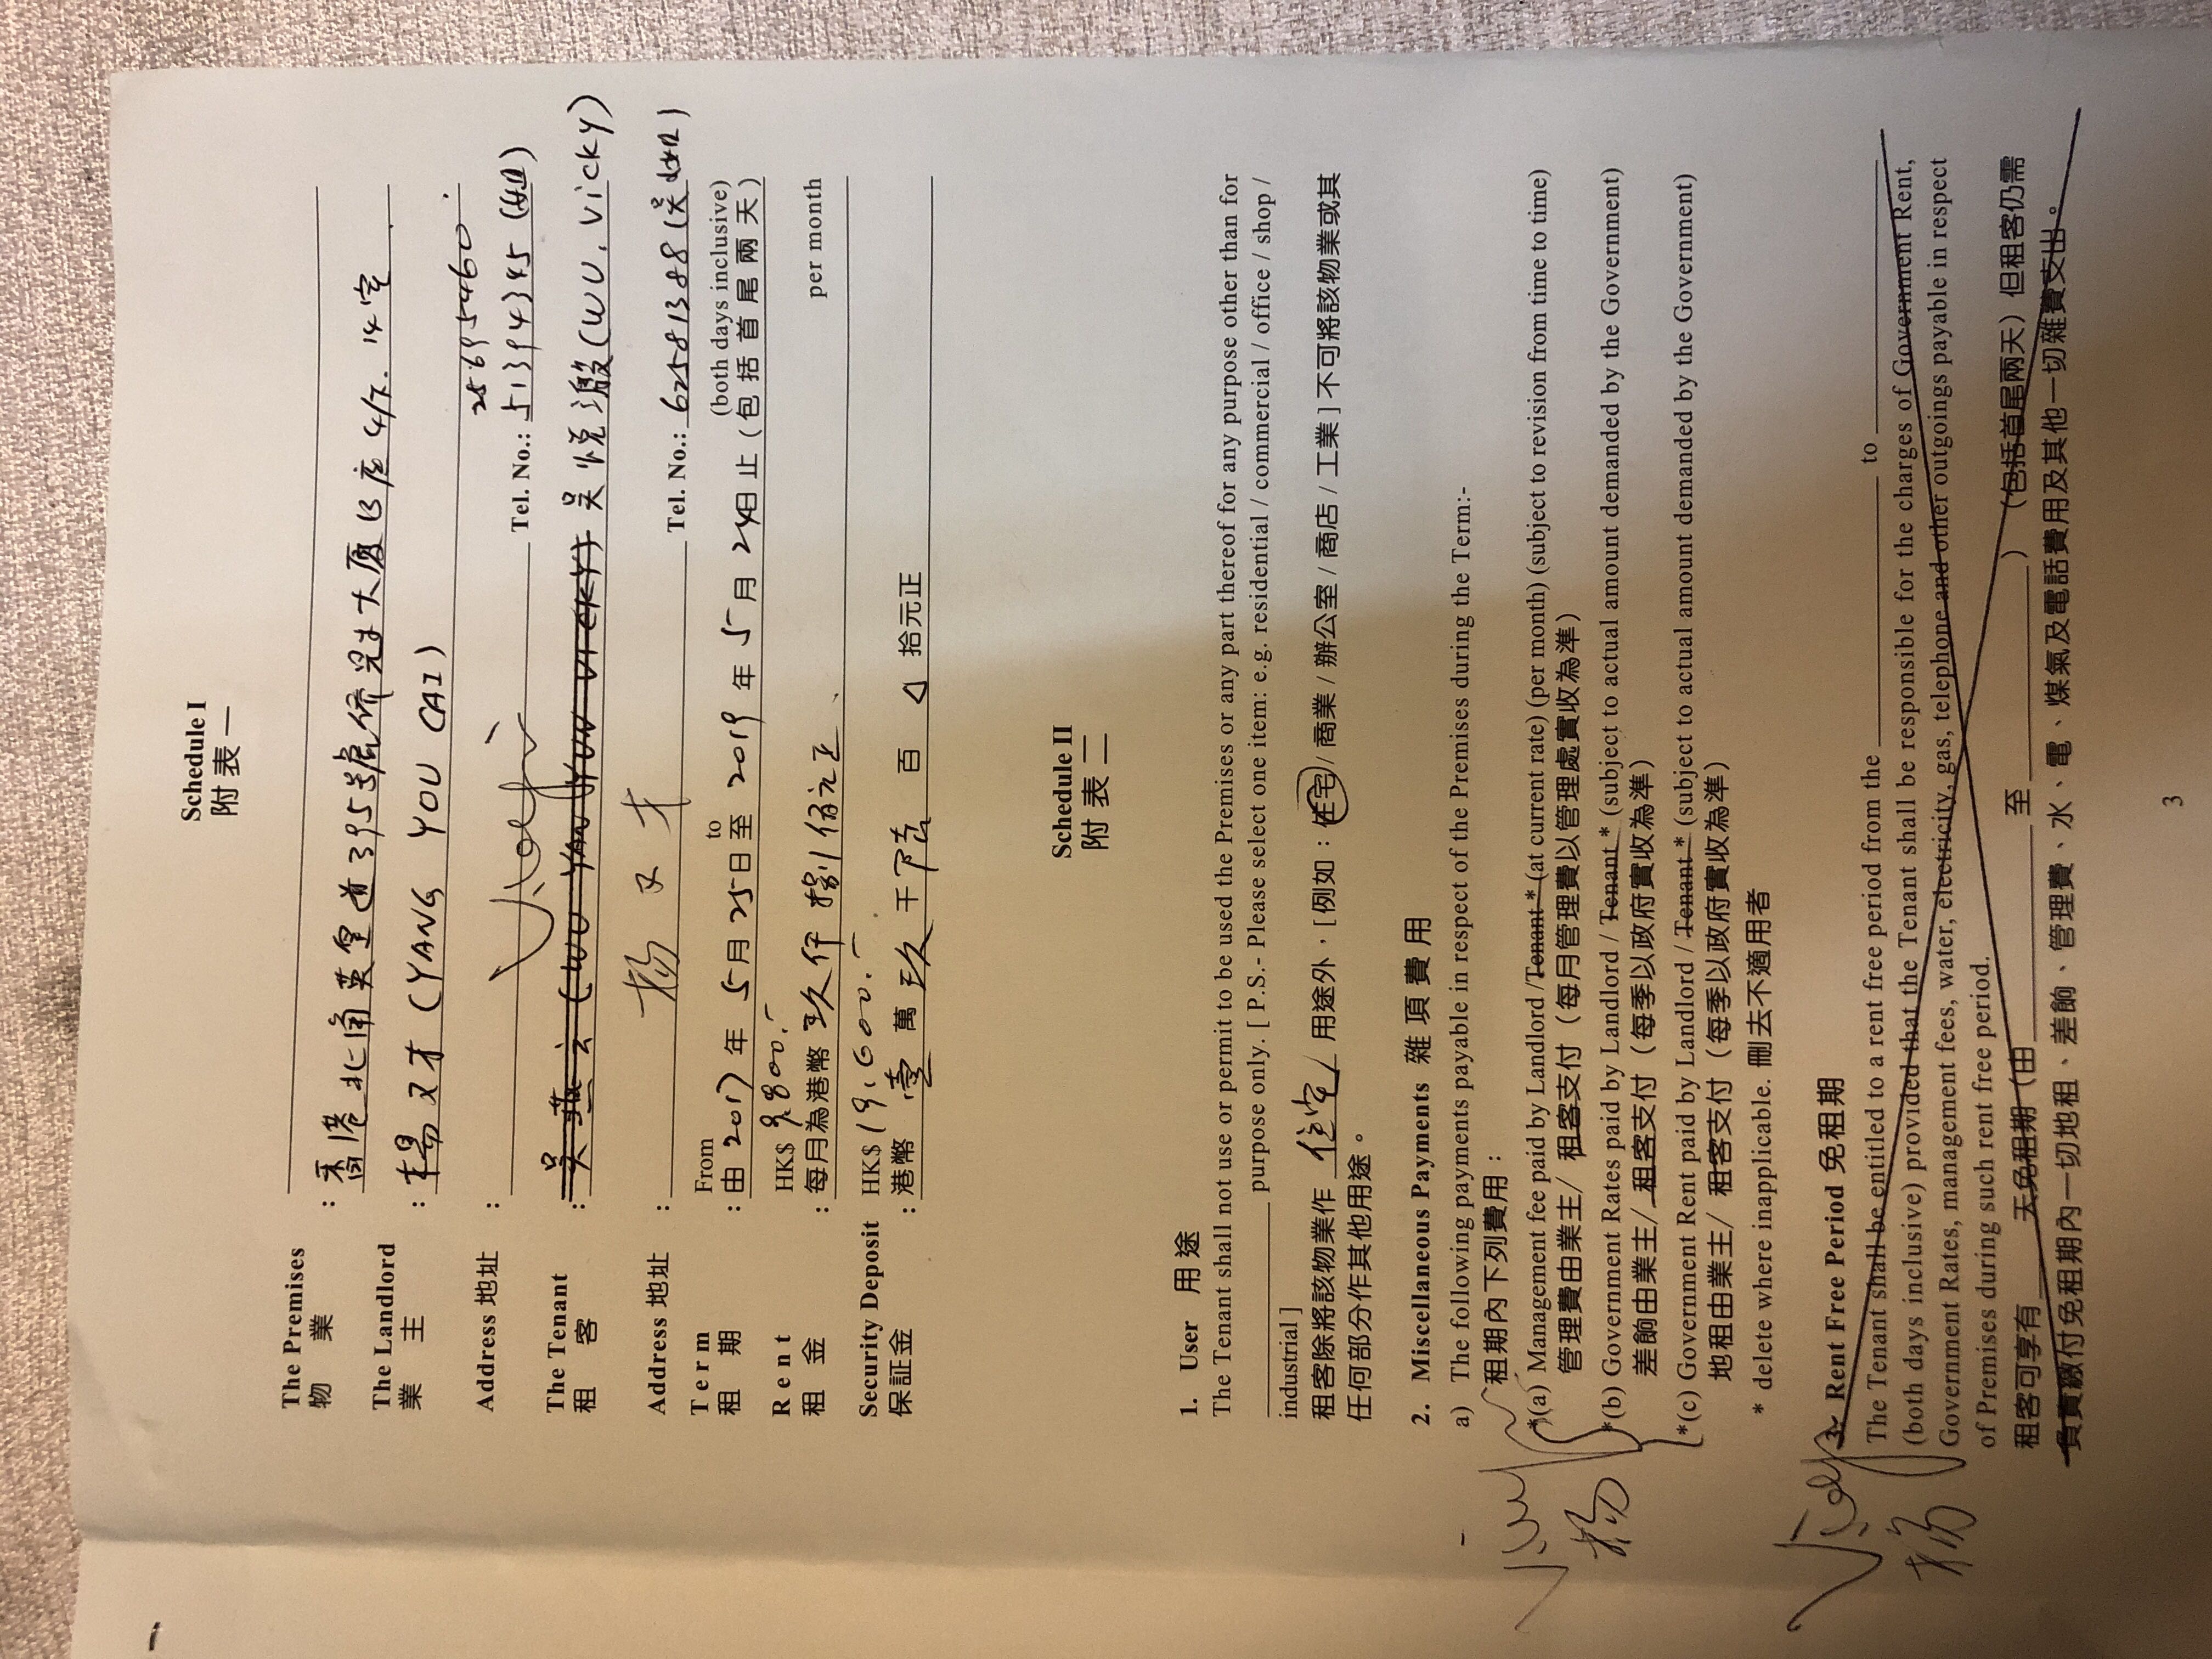 Schedule I
附 表 一
The Premises
物 業 : 香港北角英皇道395號僑冠大厦B座4/F. 14室
The Landlord
業 主 : 楊又才 (YANG YOU CAI)
25695460
Address 地址 : Tel. No.: 51394345
The Tenant
租 客 : 吴 (WU YAN YUN VICKY) 吴悦澂 (WU, Vicky)
楊又才
Address 地址 : Tel. No.: 62581388 (吴
From to (both days inclusive)
Term
租 期 : 由 2017 年 5 月 25 日至 2019 年 5 月 24 日 止 (包 括 首 尾 兩 天)
Rent HK$ 9,800.- per month
租 金 : 每月為港幣 玖仟捌佰元正
Security Deposit HK$ 19,600.-
保証金 : 港幣 壹 萬 玖 千 陸 百 拾元正
Schedule II
附 表 二
1. User 用 途
The Tenant shall not use or permit to be used the Premises or any part thereof for any purpose other than for
purpose only. [ P.S.- Please select one item: e.g. residential / commercial / office / shop /
industrial ]
租客除將該物業作 住宅 用途外，[例如：住宅 / 商業 / 辦公室 / 商店 / 工業 ] 不可將該物業或其
任何部分作其他用途。
2. Miscellaneous Payments 雜 項 費 用
a) The following payments payable in respect of the Premises during the Term:-
租期內下列費用：
*(a) Management fee paid by Landlord /Tenant * (at current rate) (per month) (subject to revision from time to time)
管理費由業主/ 租客支付（每月管理費以管理處實收為準）
*(b) Government Rates paid by Landlord / Tenant * (subject to actual amount demanded by the Government)
差餉由業主/ 租客支付（每季以政府實收為準）
*(c) Government Rent paid by Landlord / Tenant * (subject to actual amount demanded by the Government)
地租由業主/ 租客支付（每季以政府實收為準）
* delete where inapplicable. 刪去不適用者
楊
3. Rent Free Period 免租期
The Tenant shall be entitled to a rent free period from the to
(both days inclusive) provided that the Tenant shall be responsible for the charges of Government Rent,
Government Rates, management fees, water, electricity, gas, telephone and other outgoings payable in respect
of Premises during such rent free period.
租客可享有 天免租期（由 至 ）（包括首尾兩天）但租客仍需
負責繳付免租期內一切地租、差餉、管理費、水、電、煤氣及電話費用及其他一切雜費支出。
楊
3